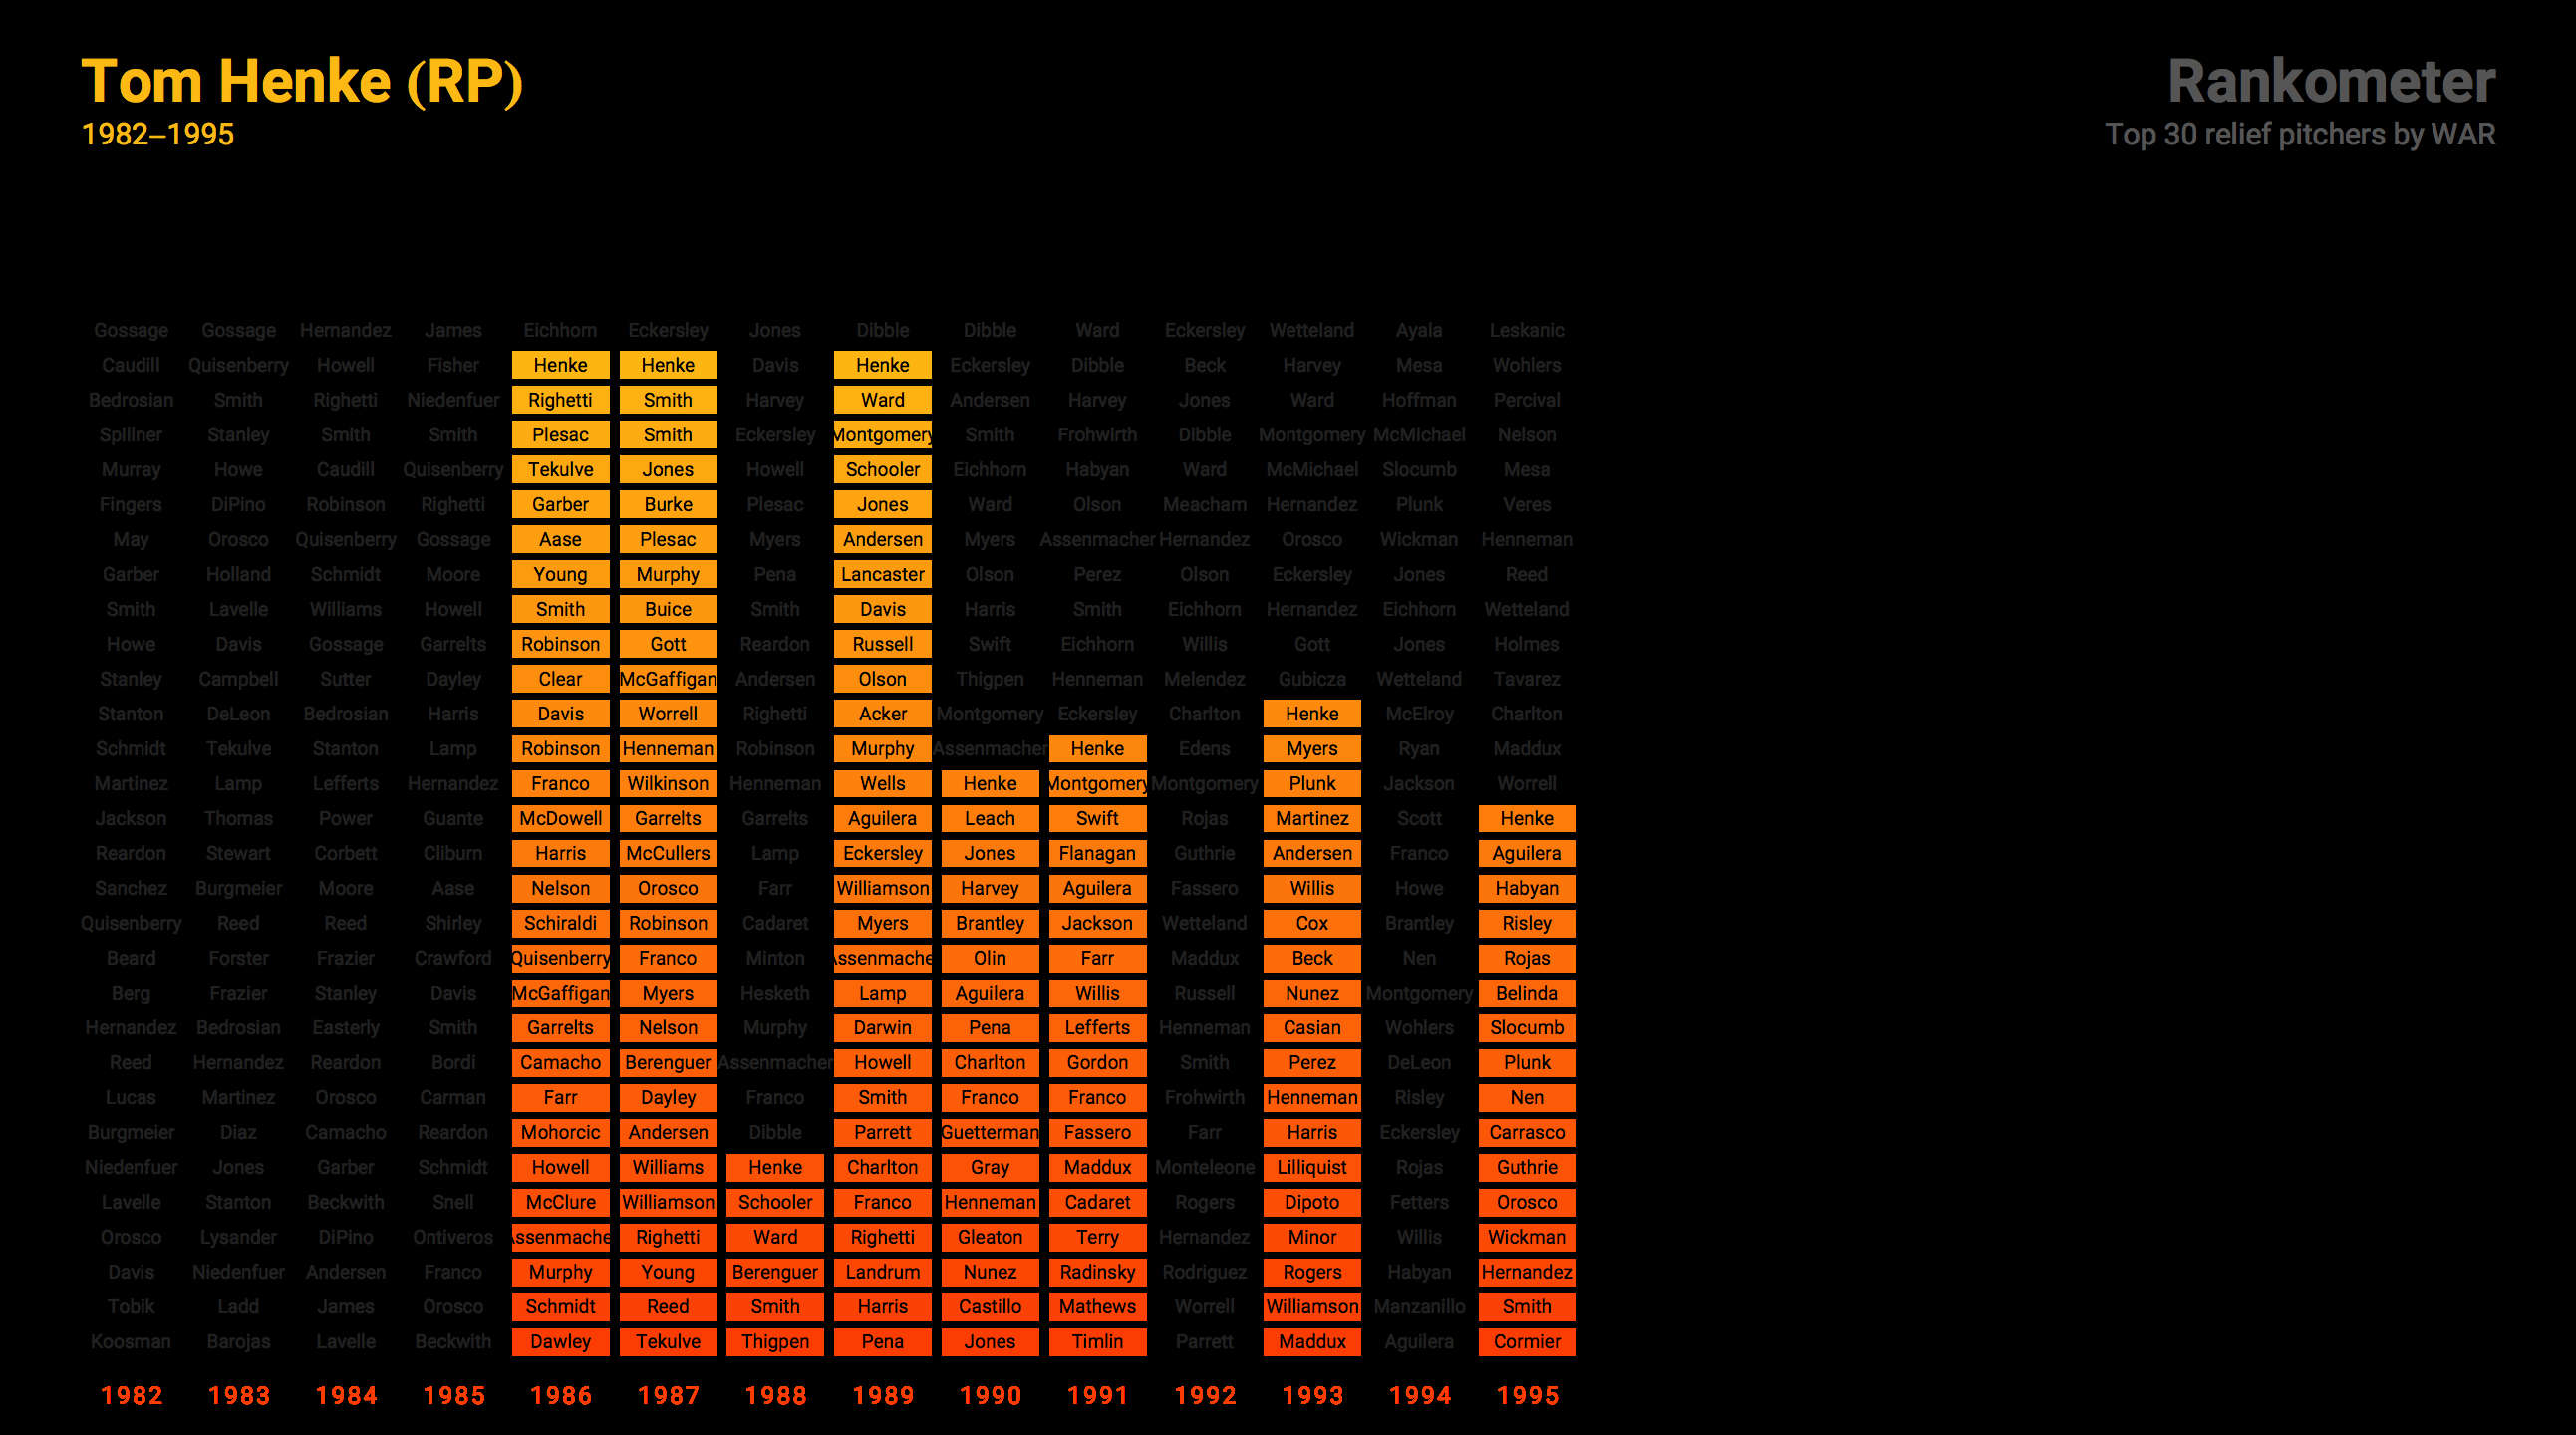 Tom Henke (RP)
1982–1995
Rankometer
Top 30 relief pitchers by WAR
Gossage Gossage Hernandez James Eichhorn Eckersley Jones Dibble Dibble Ward Eckersley Wetteland Ayala Leskanic
Caudill Quisenberry Howell Fisher Henke Henke Davis Henke Eckersley Dibble Beck Harvey Mesa Wohlers
Bedrosian Smith Righetti Niedenfuer Righetti Smith Harvey Ward Andersen Harvey Jones Ward Hoffman Percival
Spillner Stanley Smith Smith Plesac Smith Eckersley Montgomery Smith Frohwirth Dibble Montgomery McMichael Nelson
Murray Howe Caudill Quisenberry Tekulve Jones Howell Schooler Eichhorn Habyan Ward McMichael Slocumb Mesa
Fingers DiPino Robinson Righetti Garber Burke Plesac Jones Ward Olson Meacham Hernandez Plunk Veres
May Orosco Quisenberry Gossage Aase Plesac Myers Andersen Myers Assenmacher Hernandez Orosco Wickman Henneman
Garber Holland Schmidt Moore Young Murphy Pena Lancaster Olson Perez Olson Eckersley Jones Reed
Smith Lavelle Williams Howell Smith Buice Smith Davis Harris Smith Eichhorn Hernandez Eichhorn Wetteland
Howe Davis Gossage Garrelts Robinson Gott Reardon Russell Swift Eichhorn Willis Gott Jones Holmes
Stanley Campbell Sutter Dayley Clear McGaffigan Andersen Olson Thigpen Henneman Melendez Gubicza Wetteland Tavarez
Stanton DeLeon Bedrosian Harris Davis Worrell Righetti Acker Montgomery Eckersley Charlton Henke McElroy Charlton
Schmidt Tekulve Stanton Lamp Robinson Henneman Robinson Murphy Assenmacher Henke Edens Myers Ryan Maddux
Martinez Lamp Lefferts Hernandez Franco Wilkinson Henneman Wells Henke Montgomery Montgomery Plunk Jackson Worrell
Jackson Thomas Power Guante McDowell Garrelts Garrelts Aguilera Leach Swift Rojas Martinez Scott Henke
Reardon Stewart Corbett Cliburn Harris McCullers Lamp Eckersley Jones Flanagan Guthrie Andersen Franco Aguilera
Sanchez Burgmeier Moore Aase Nelson Orosco Farr Williamson Harvey Aguilera Fassero Willis Howe Habyan
Quisenberry Reed Reed Shirley Schiraldi Robinson Cadaret Myers Brantley Jackson Wetteland Cox Brantley Risley
Beard Forster Frazier Crawford Quisenberry Franco Minton Assenmache Olin Farr Maddux Beck Nen Rojas
Berg Frazier Stanley Davis McGaffigan Myers Hesketh Lamp Aguilera Willis Russell Nunez Montgomery Belinda
Hernandez Bedrosian Easterly Smith Garrelts Nelson Murphy Darwin Pena Lefferts Henneman Casian Wohlers Slocumb
Reed Hernandez Reardon Bordi Camacho Berenguer Assenmacher Howell Charlton Gordon Smith Perez DeLeon Plunk
Lucas Martinez Orosco Carman Farr Dayley Franco Smith Franco Franco Frohwirth Henneman Risley Nen
Burgmeier Diaz Camacho Reardon Mohorcic Andersen Dibble Parrett Guetterman Fassero Farr Harris Eckersley Carrasco
Niedenfuer Jones Garber Schmidt Howell Williams Henke Charlton Gray Maddux Monteleone Lilliquist Rojas Guthrie
Lavelle Stanton Beckwith Snell McClure Williamson Schooler Franco Henneman Cadaret Rogers Dipoto Fetters Orosco
Orosco Lysander DiPino Ontiveros Assenmache Righetti Ward Righetti Gleaton Terry Hernandez Minor Willis Wickman
Davis Niedenfuer Andersen Franco Murphy Young Berenguer Landrum Nunez Radinsky Rodriguez Rogers Habyan Hernandez
Tobik Ladd James Orosco Schmidt Reed Smith Harris Castillo Mathews Worrell Williamson Manzanillo Smith
Koosman Barojas Lavelle Beckwith Dawley Tekulve Thigpen Pena Jones Timlin Parrett Maddux Aguilera Cormier
1982 1983 1984 1985 1986 1987 1988 1989 1990 1991 1992 1993 1994 1995